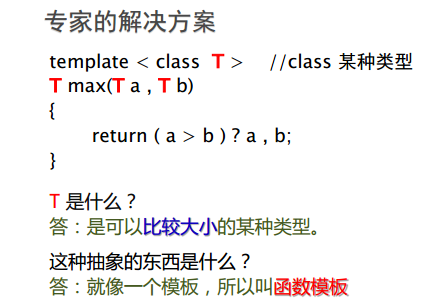 专家的解决方案
template < class T > //class 某种类型
T max(T a , T b)
{
return ( a > b ) ? a , b;
}
T 是什么？
答：是可以比较大小的某种类型。
这种抽象的东西是什么？
答：就像一个模板，所以叫函数模板